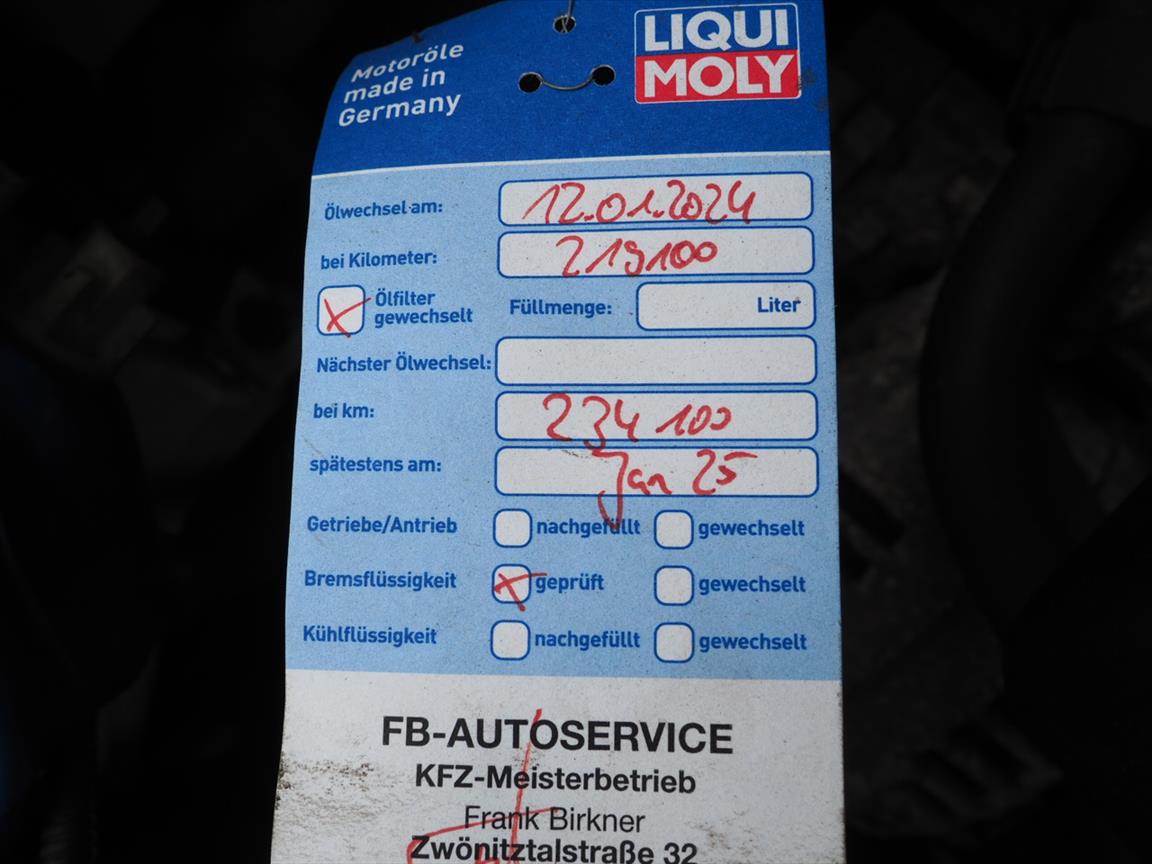 Motoröle
made in
Germany
LIQUI
MOLY
Ölwechsel am: 12.01.2024
bei Kilometer: 219100
Ölfilter
gewechselt
Füllmenge: Liter
Nächster Ölwechsel:
bei km: 234 100
spätestens am: Jan 25
Getriebe/Antrieb nachgefüllt gewechselt
Bremsflüssigkeit geprüft gewechselt
Kühlflüssigkeit nachgefüllt gewechselt
FB-AUTOSERVICE
KFZ-Meisterbetrieb
Frank Birkner
Zwönitztalstraße 32